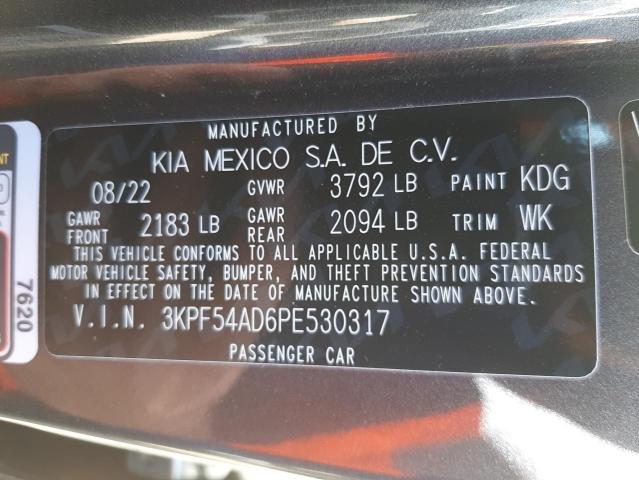 MANUFACTURED BY
KIA MEXICO S.A. DE C.V.
08/22 GVWR 3792 LB PAINT KDG
GAWR FRONT 2183 LB GAWR REAR 2094 LB TRIM WK
THIS VEHICLE CONFORMS TO ALL APPLICABLE U.S.A. FEDERAL
MOTOR VEHICLE SAFETY, BUMPER, AND THEFT PREVENTION STANDARDS
IN EFFECT ON THE DATE OF MANUFACTURE SHOWN ABOVE.
V.I.N. 3KPF54AD6PE530317
PASSENGER CAR
7620